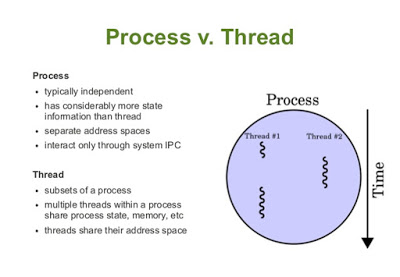 Process v. Thread
Process
• typically independent
• has considerably more state
information than thread
• separate address spaces
• interact only through system IPC
Thread
• subsets of a process
• multiple threads within a process
share process state, memory, etc
• threads share their address space
Process
Thread #1
Thread #2
Time